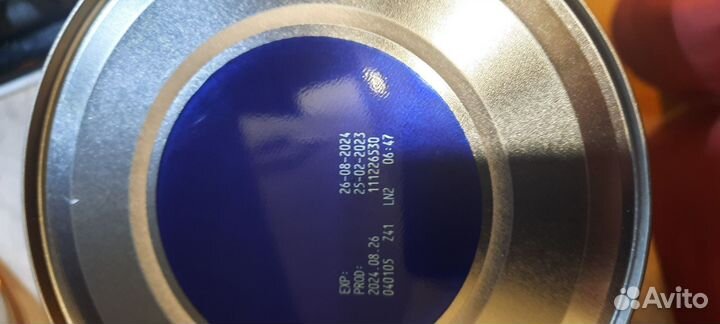 EXP: 26-08-2024
PROD: 25-02-2023
2024.08.26 111226530
040105 Z41 LN2 06:47
Avito